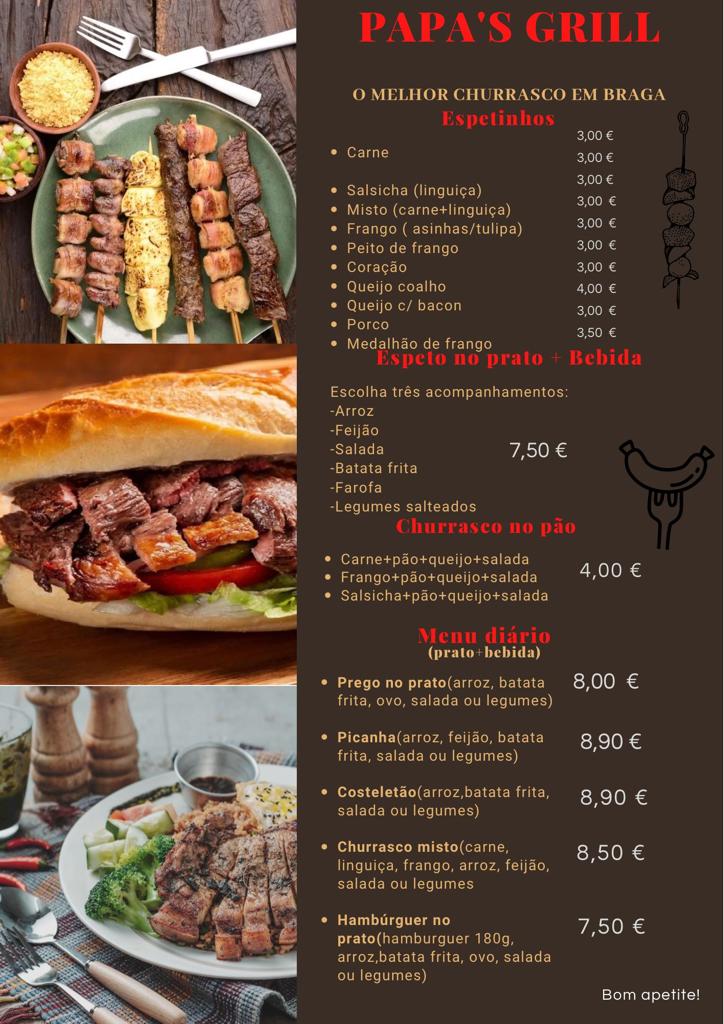 PAPA'S GRILL
O MELHOR CHURRASCO EM BRAGA
Espetinhos
3,00 €
Carne
3,00 €
3,00 €
Salsicha (linguiça)
3,00 €
Misto (carne+linguiça)
3,00 €
Frango ( asinhas/tulipa)
3,00 €
Peito de frango
3,00 €
Coração
4,00 €
Queijo coalho
3,00 €
Queijo c/ bacon
3,50 €
Porco
Medalhão de frango
Espeto no prato + Bebida
Escolha três acompanhamentos:
-Arroz
-Feijão
-Salada
7,50 €
-Batata frita
-Farofa
-Legumes salteados
Churrasco no pão
Carne+pão+queijo+salada
Frango+pão+queijo+salada
4,00 €
Salsicha+pão+queijo+salada
Menu diário
(prato+bebida)
Prego no prato(arroz, batata
8,00 €
frita, ovo, salada ou legumes)
Picanha(arroz, feijão, batata
8,90 €
frita, salada ou legumes)
Costeletão(arroz,batata frita,
8,90 €
salada ou legumes)
Churrasco misto(carne,
8,50 €
linguiça, frango, arroz, feijão,
salada ou legumes
Hambúrguer no
7,50 €
prato(hamburguer 180g,
arroz,batata frita, ovo, salada
ou legumes)
Bom apetite!